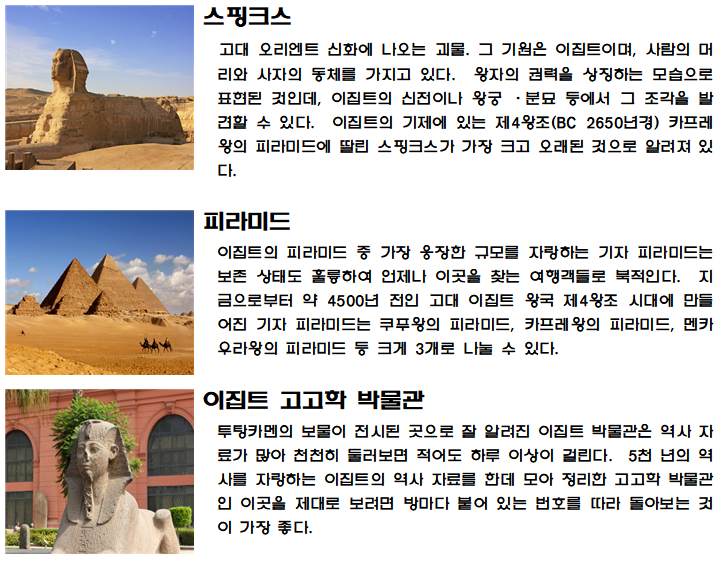 스핑크스
고대 오리엔트 신화에 나오는 괴물. 그 기원은 이집트이며, 사람의 머
리와 사자의 동체를 가지고 있다. 왕자의 권력을 상징하는 모습으로
표현된 것인데, 이집트의 신전이나 왕궁 ·분묘 등에서 그 조각을 발
견할 수 있다. 이집트의 기제에 있는 제4왕조(BC 2650년경) 카프레
왕의 피라미드에 딸린 스핑크스가 가장 크고 오래된 것으로 알려져 있
다.
피라미드
이집트의 피라미드 중 가장 웅장한 규모를 자랑하는 기자 피라미드는
보존 상태도 훌륭하여 언제나 이곳을 찾는 여행객들로 북적인다. 지
금으로부터 약 4500년 전인 고대 이집트 왕국 제4왕조 시대에 만들
어진 기자 피라미드는 쿠푸왕의 피라미드, 카프레왕의 피라미드, 멘카
우라왕의 피라미드 등 크게 3개로 나눌 수 있다.
이집트 고고학 박물관
투탕카멘의 보물이 전시된 곳으로 잘 알려진 이집트 박물관은 역사 자
료가 많아 천천히 둘러보면 적어도 하루 이상이 걸린다. 5천 년의 역
사를 자랑하는 이집트의 역사 자료를 한데 모아 정리한 고고학 박물관
인 이곳을 제대로 보려면 방마다 붙어 있는 번호를 따라 돌아보는 것
이 가장 좋다.